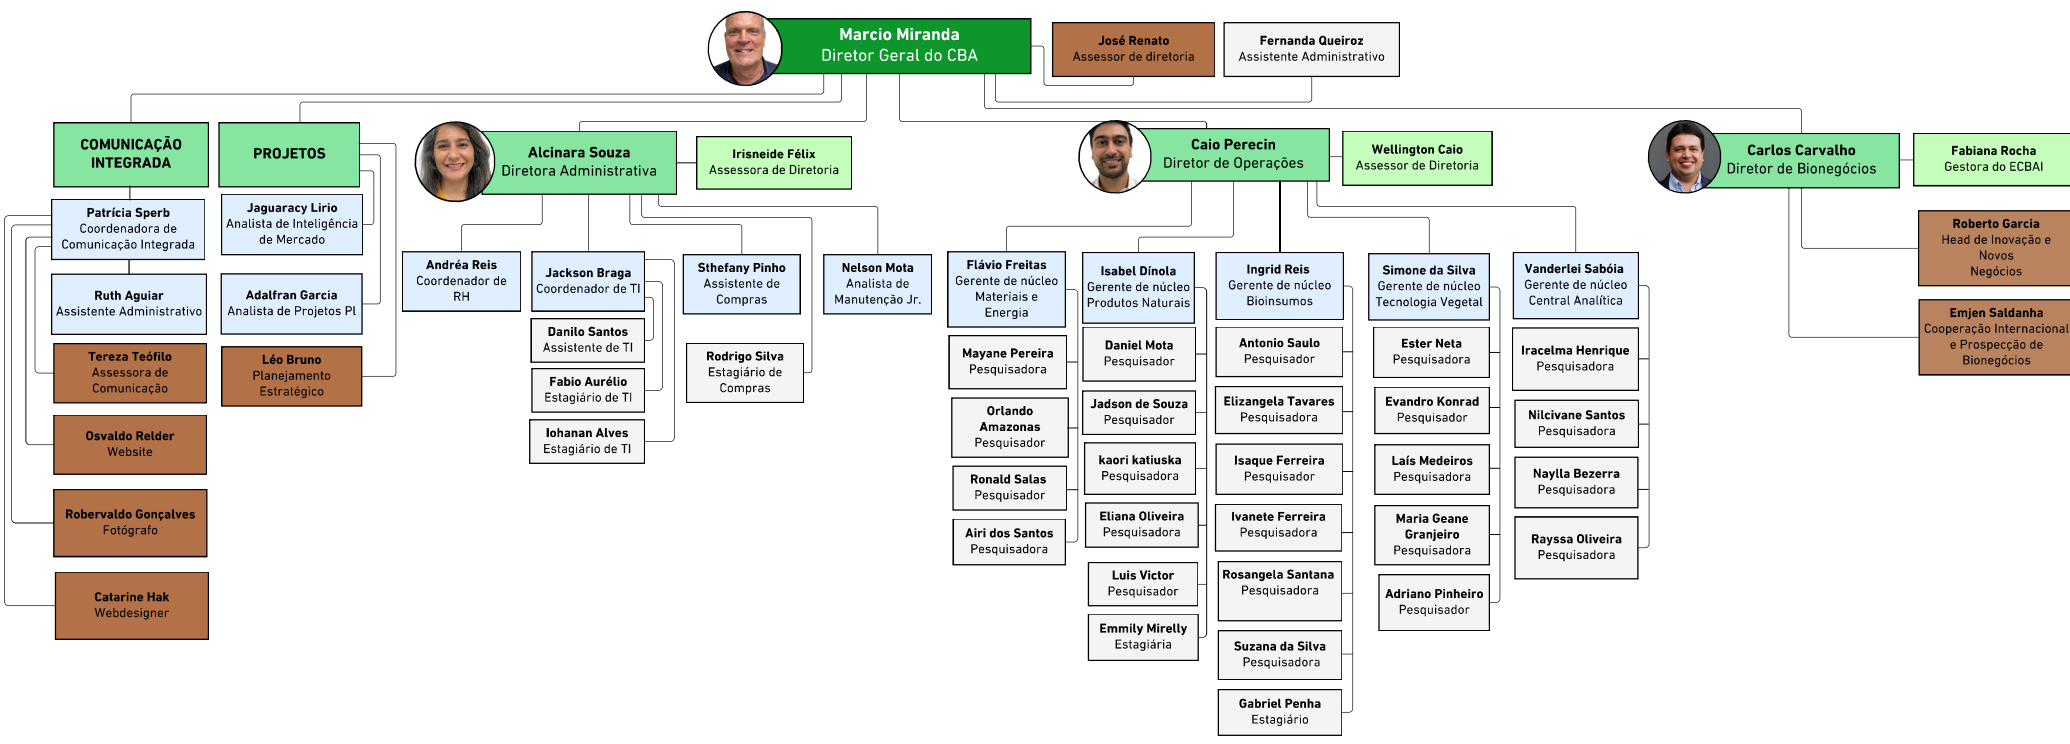 Marcio Miranda
Diretor Geral do CBA
José Renato
Assessor de diretoria
Fernanda Queiroz
Assistente Administrativo
COMUNICAÇÃO
INTEGRADA
PROJETOS
Alcinara Souza
Diretora Administrativa
Irisneide Félix
Assessora de Diretoria
Caio Perecin
Diretor de Operações
Wellington Caio
Assessor de Diretoria
Carlos Carvalho
Diretor de Bionegócios
Fabiana Rocha
Gestora do ECBAI
Patrícia Sperb
Coordenadora de
Comunicação Integrada
Ruth Aguiar
Assistente Administrativo
Tereza Teófilo
Assessora de
Comunicação
Osvaldo Relder
Website
Robervaldo Gonçalves
Fotógrafo
Catarine Hak
Webdesigner
Jaguaracy Lirio
Analista de Inteligência
de Mercado
Adalfran Garcia
Analista de Projetos Pl
Léo Bruno
Planejamento
Estratégico
Andréa Reis
Coordenador de
RH
Jackson Braga
Coordenador de TI
Danilo Santos
Assistente de TI
Fabio Aurélio
Estagiário de TI
Iohanan Alves
Estagiário de TI
Sthefany Pinho
Assistente de
Compras
Rodrigo Silva
Estagiário de
Compras
Nelson Mota
Analista de
Manutenção Jr.
Flávio Freitas
Gerente de núcleo
Materiais e
Energia
Mayane Pereira
Pesquisadora
Orlando
Amazonas
Pesquisador
Ronald Salas
Pesquisador
Airi dos Santos
Pesquisadora
Isabel Dínola
Gerente de núcleo
Produtos Naturais
Daniel Mota
Pesquisador
Jadson de Souza
Pesquisador
kaori katiuska
Pesquisadora
Eliana Oliveira
Pesquisadora
Luis Victor
Pesquisador
Emmily Mirelly
Estagiária
Ingrid Reis
Gerente de núcleo
Bioinsumos
Antonio Saulo
Pesquisador
Elizangela Tavares
Pesquisadora
Isaque Ferreira
Pesquisador
Ivanete Ferreira
Pesquisadora
Rosangela Santana
Pesquisadora
Suzana da Silva
Pesquisadora
Gabriel Penha
Estagiário
Simone da Silva
Gerente de núcleo
Tecnologia Vegetal
Ester Neta
Pesquisadora
Evandro Konrad
Pesquisador
Laís Medeiros
Pesquisadora
Maria Geane
Granjeiro
Pesquisadora
Adriano Pinheiro
Pesquisador
Vanderlei Sabóia
Gerente de núcleo
Central Analítica
Iracelma Henrique
Pesquisadora
Nilcivane Santos
Pesquisadora
Naylla Bezerra
Pesquisadora
Rayssa Oliveira
Pesquisadora
Roberto Garcia
Head de Inovação e
Novos
Negócios
Emjen Saldanha
Cooperação Internacional
e Prospecção de
Bionegócios